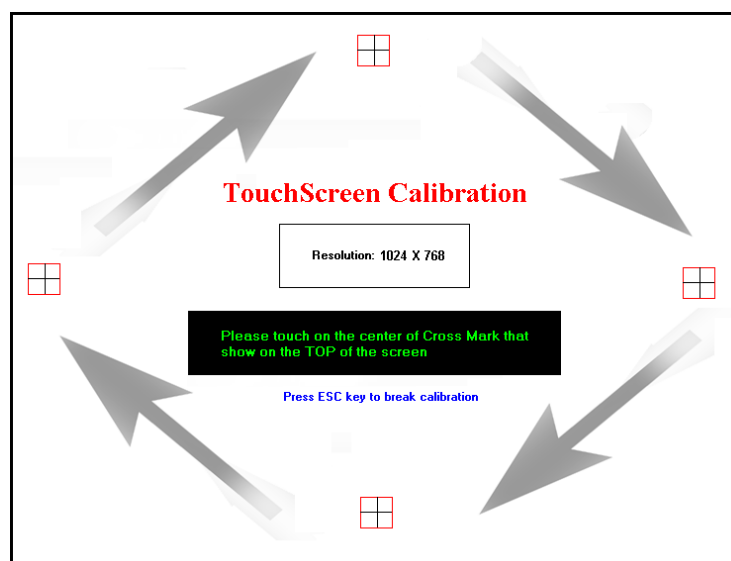 TouchScreen Calibration
Resolution: 1024 X 768
Please touch on the center of Cross Mark that
show on the TOP of the screen
Press ESC key to break calibration